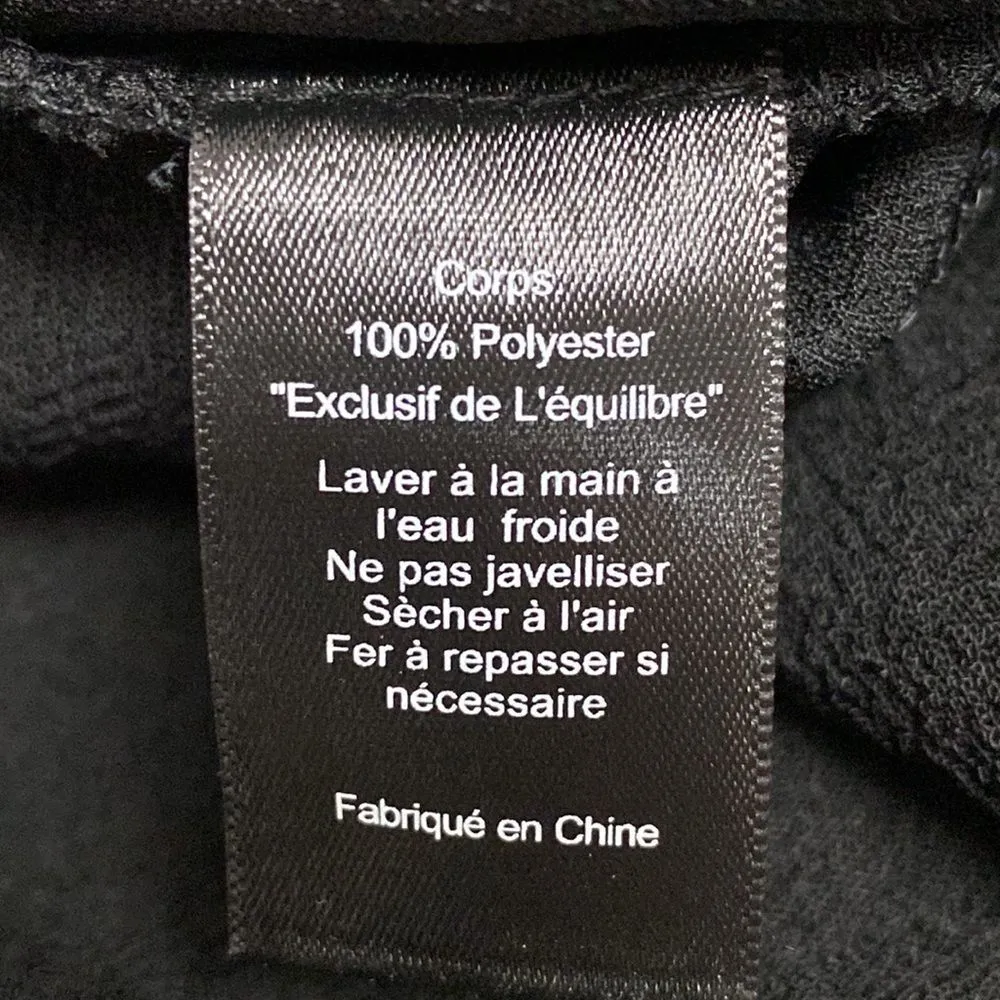 Corps:
100% Polyester
"Exclusif de L'équilibre"
Laver à la main à
l'eau froide
Ne pas javelliser
Sècher à l'air
Fer à repasser si
nécessaire
Fabriqué en Chine